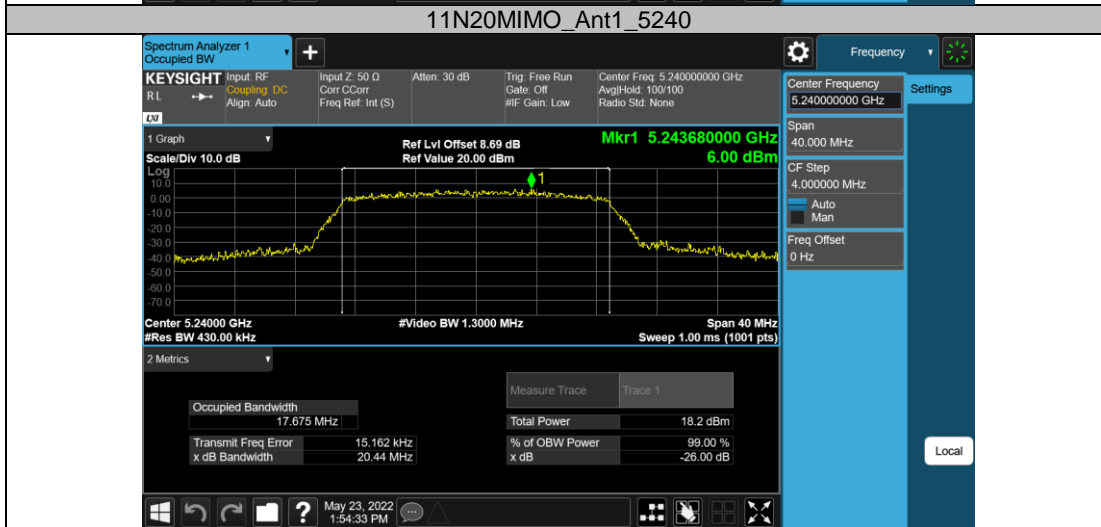 11N20MIMO_Ant1_5240
Spectrum Analyzer 1
Occupied BW
+
Frequency
KEYSIGHT
R L
LXI
Input: RF
Coupling: DC
Align: Auto
Input Z: 50 Ω
Corr CCorr
Freq Ref: Int (S)
Atten: 30 dB
Trig: Free Run
Gate: Off
#IF Gain: Low
Center Freq: 5.240000000 GHz
Avg|Hold: 100/100
Radio Std: None
Center Frequency
5.240000000 GHz
Settings
Span
40.000 MHz
CF Step
4.000000 MHz
Auto
Man
Freq Offset
0 Hz
1 Graph
Scale/Div 10.0 dB
Ref Lvl Offset 8.69 dB
Ref Value 20.00 dBm
Mkr1 5.243680000 GHz
6.00 dBm
Log
10.0
0.00
-10.0
-20.0
-30.0
-40.0
-50.0
-60.0
-70.0
1
Center 5.24000 GHz
#Res BW 430.00 kHz
#Video BW 1.3000 MHz
Span 40 MHz
Sweep 1.00 ms (1001 pts)
2 Metrics
Measure Trace Trace 1
Occupied Bandwidth
17.675 MHz
Total Power 18.2 dBm
Transmit Freq Error 15.162 kHz
% of OBW Power 99.00 %
x dB Bandwidth 20.44 MHz
x dB -26.00 dB
Local
?
May 23, 2022
1:54:33 PM